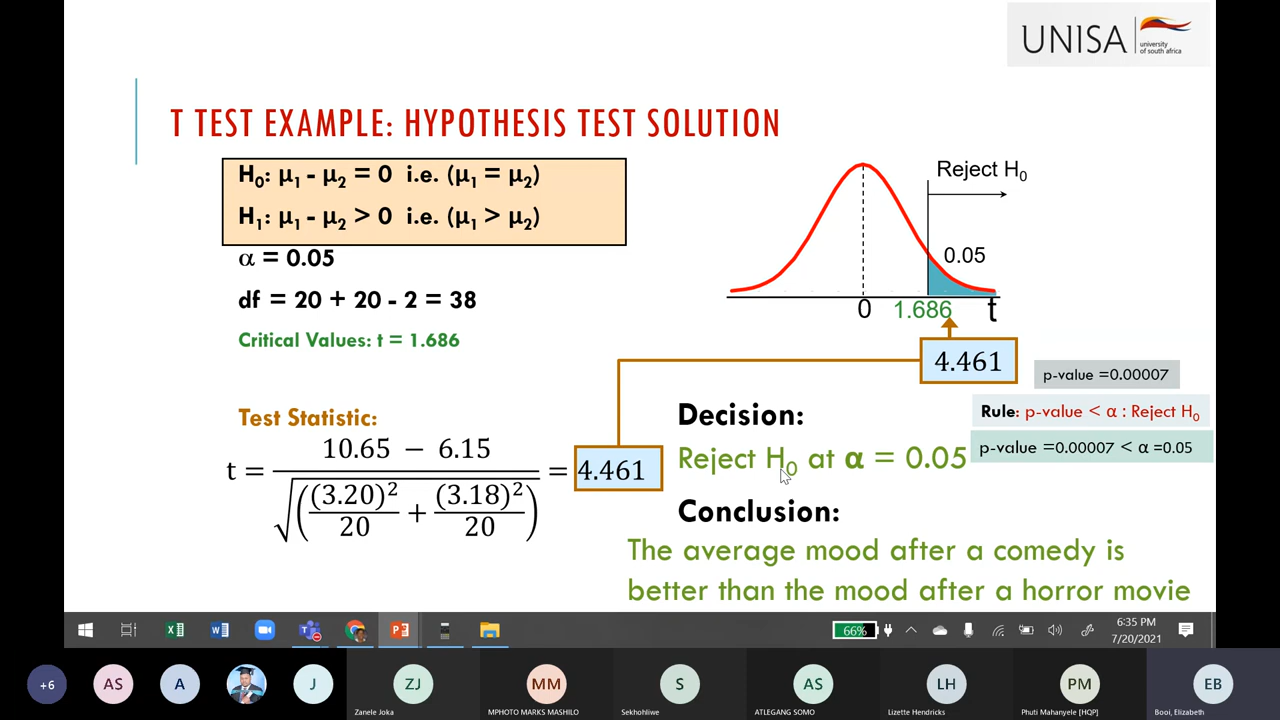 UNISA
university
of south africa
T TEST EXAMPLE: HYPOTHESIS TEST SOLUTION
H₀: μ₁ - μ₂ = 0 i.e. (μ₁ = μ₂)
H₁: μ₁ - μ₂ > 0 i.e. (μ₁ > μ₂)
α = 0.05
df = 20 + 20 - 2 = 38
Critical Values: t = 1.686
Test Statistic:
t = 10.65 − 6.15 / √((3.20)²/20 + (3.18)²/20) = 4.461
Reject H₀
0.05
0 1.686 t
4.461
p-value =0.00007
Rule: p-value < α : Reject H₀
p-value =0.00007 < α =0.05
Decision:
Reject H₀ at α = 0.05
Conclusion:
The average mood after a comedy is
better than the mood after a horror movie
66%
6:35 PM
7/20/2021
+6 AS A J ZJ MM S AS LH PM EB
Zanele Joka MPHOTO MARKS MASHILO Sekhohliwe ATLEGANG SOMO Lizette Hendricks Phuti Mahanyele [HQP] Booi, Elizabeth